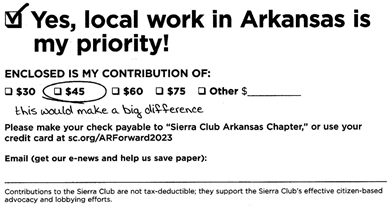 ☑ Yes, local work in Arkansas is
my priority!
ENCLOSED IS MY CONTRIBUTION OF:
☐ $30 ☐ $45 ☐ $60 ☐ $75 ☐ Other $________
this would make a big difference
Please make your check payable to "Sierra Club Arkansas Chapter," or use your
credit card at sc.org/ARForward2023
Email (get our e-news and help us save paper):
Contributions to the Sierra Club are not tax-deductible; they support the Sierra Club's effective citizen-based
advocacy and lobbying efforts.